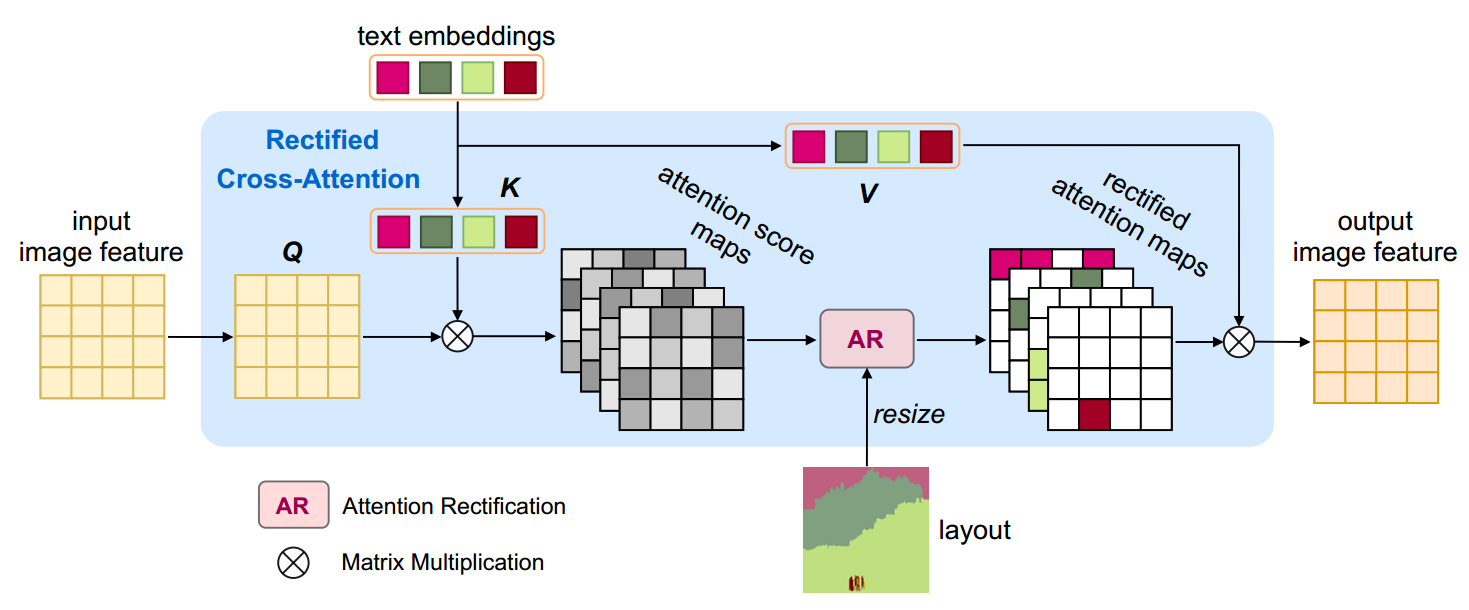 text embeddings
Rectified
Cross-Attention
K
V
attention score
maps
rectified
attention maps
input
image feature
Q
output
image feature
AR
resize
AR Attention Rectification
layout
Matrix Multiplication